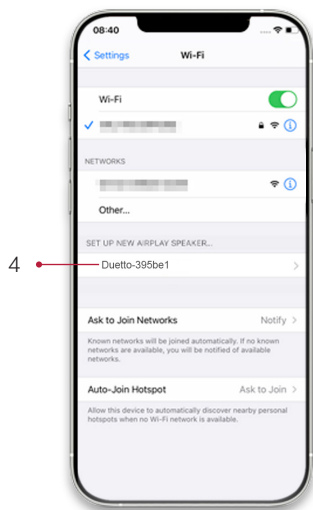 08:40
Settings
Wi-Fi
Wi-Fi
NETWORKS
Other...
SET UP NEW AIRPLAY SPEAKER...
4
Duetto-395be1
Ask to Join Networks Notify
Known networks will be joined automatically. If no known
networks are available, you will be notified of available
networks.
Auto-Join Hotspot Ask to Join
Allow this device to automatically discover nearby personal
hotspots when no Wi-Fi network is available.